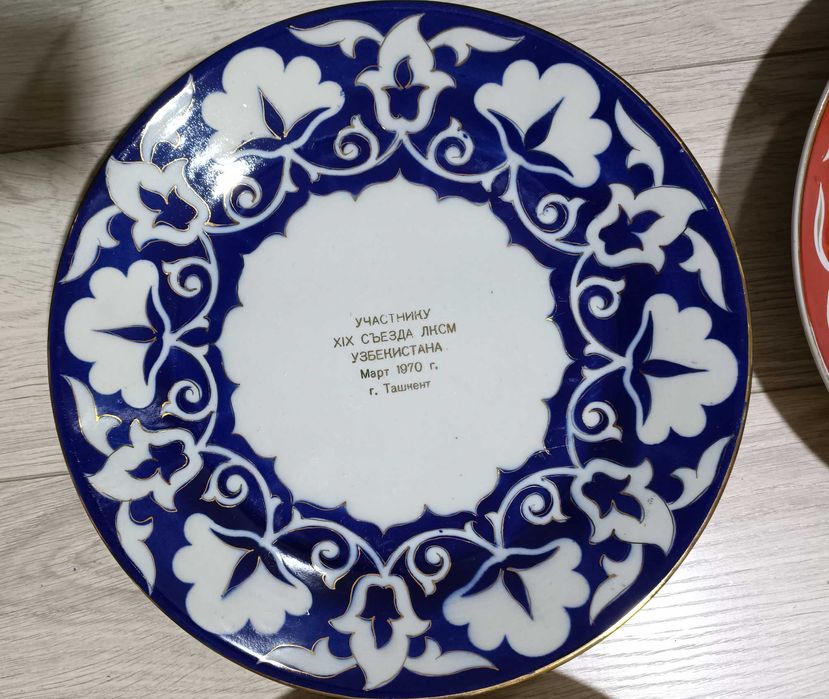 УЧАСТНИКУ
XIX СЪЕЗДА ЛКСМ
УЗБЕКИСТАНА
Март 1970 г.
г. Ташкент